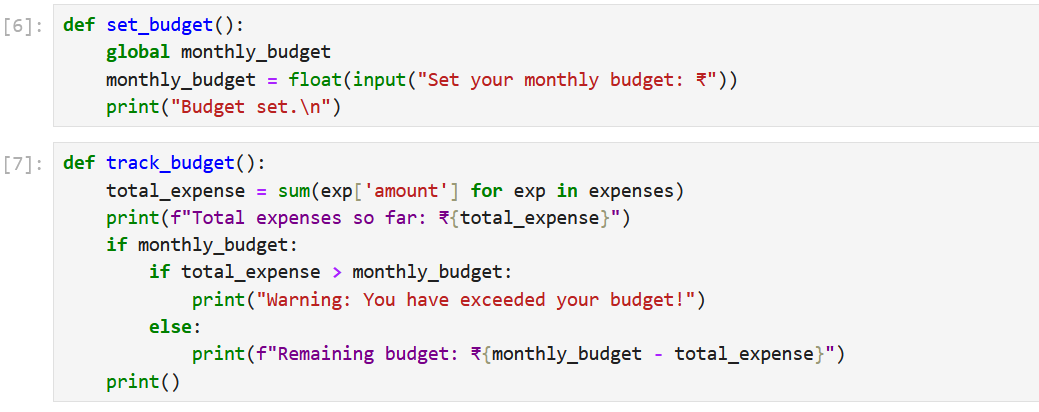 [6]: def set_budget():
    global monthly_budget
    monthly_budget = float(input("Set your monthly budget: ₹"))
    print("Budget set.\n")
[7]: def track_budget():
    total_expense = sum(exp['amount'] for exp in expenses)
    print(f"Total expenses so far: ₹{total_expense}")
    if monthly_budget:
        if total_expense > monthly_budget:
            print("Warning: You have exceeded your budget!")
        else:
            print(f"Remaining budget: ₹{monthly_budget - total_expense}")
    print()